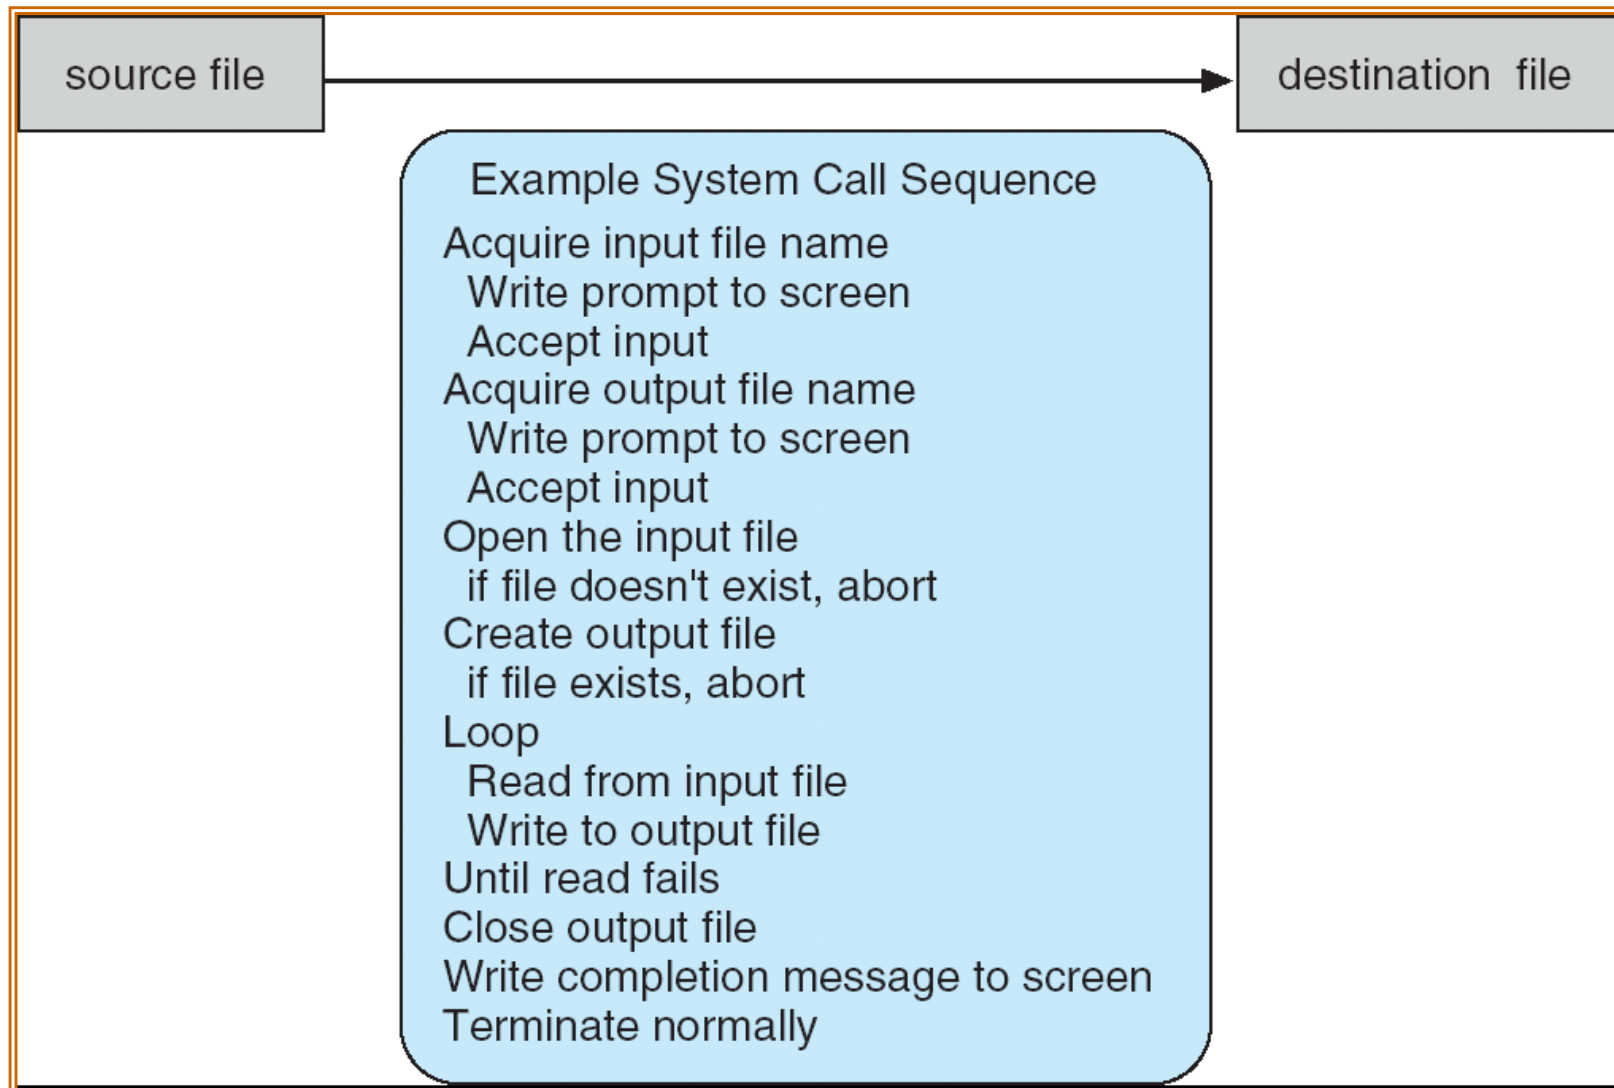 source file
destination file
Example System Call Sequence
Acquire input file name
Write prompt to screen
Accept input
Acquire output file name
Write prompt to screen
Accept input
Open the input file
if file doesn't exist, abort
Create output file
if file exists, abort
Loop
Read from input file
Write to output file
Until read fails
Close output file
Write completion message to screen
Terminate normally